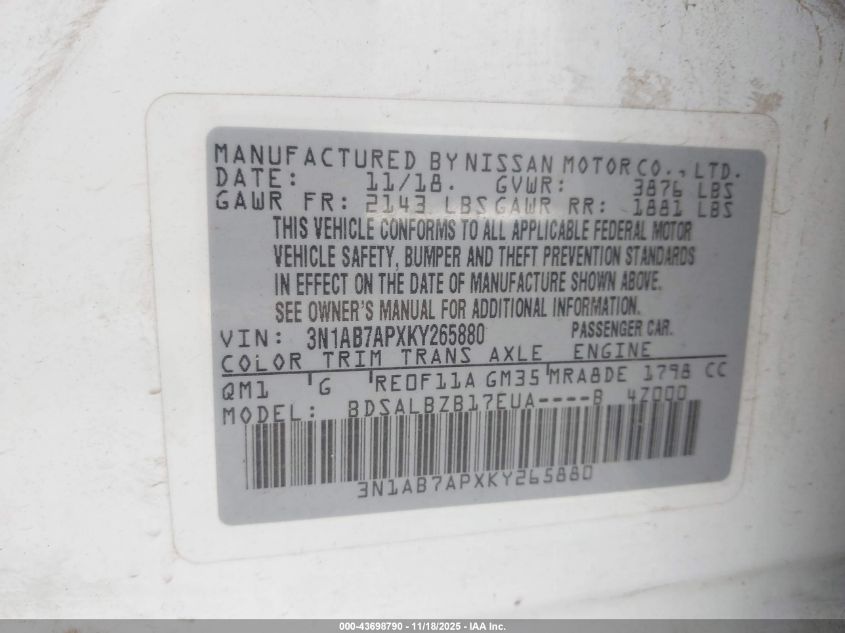 MANUFACTURED BY NISSAN MOTOR CO., LTD.
DATE: 11/18. GVWR: 3876 LBS
GAWR FR: 2143 LBS GAWR RR: 1881 LBS
THIS VEHICLE CONFORMS TO ALL APPLICABLE FEDERAL MOTOR
VEHICLE SAFETY, BUMPER AND THEFT PREVENTION STANDARDS
IN EFFECT ON THE DATE OF MANUFACTURE SHOWN ABOVE.
SEE OWNER'S MANUAL FOR ADDITIONAL INFORMATION.
VIN: 3N1AB7APXKY265880 PASSENGER CAR.
COLOR TRIM TRANS AXLE ENGINE
QM1 G RE0F11A GM35 MRA8DE 1798 CC
MODEL: BDSALBZB17EUA----B 4Z000
3N1AB7APXKY265880
000-43698790 - 11/18/2025 - IAA Inc.